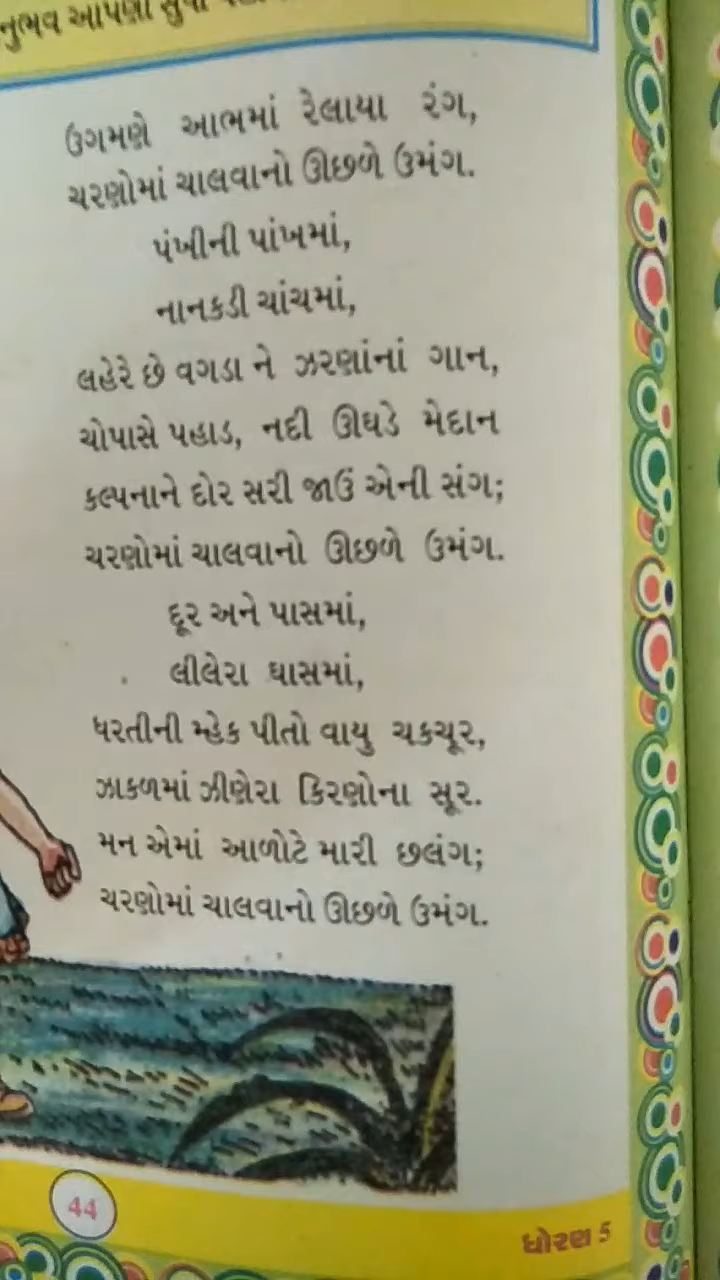 આપણા
ઉગમણે આભમાં રેલાયા રંગ,
ચરણોમાં ચાલવાનો ઊછળે ઉમંગ.
પંખીની પાંખમાં,
નાનકડી ચાંચમાં,
લહેરે છે વગડા ને ઝરણાંનાં ગાન,
ચોપાસે પહાડ, નદી ઊઘડે મેદાન
કલ્પનાને દોર સરી જાઉં એની સંગ;
ચરણોમાં ચાલવાનો ઊછળે ઉમંગ.
દૂર અને પાસમાં,
લીલેરા ઘાસમાં,
ધરતીની મ્હેક પીતો વાયુ ચકચૂર,
ઝાકળમાં ઝીણેરા કિરણોના સૂર.
મન એમાં આળોટે મારી છલંગ;
ચરણોમાં ચાલવાનો ઊછળે ઉમંગ.
44
ધોરણ 5